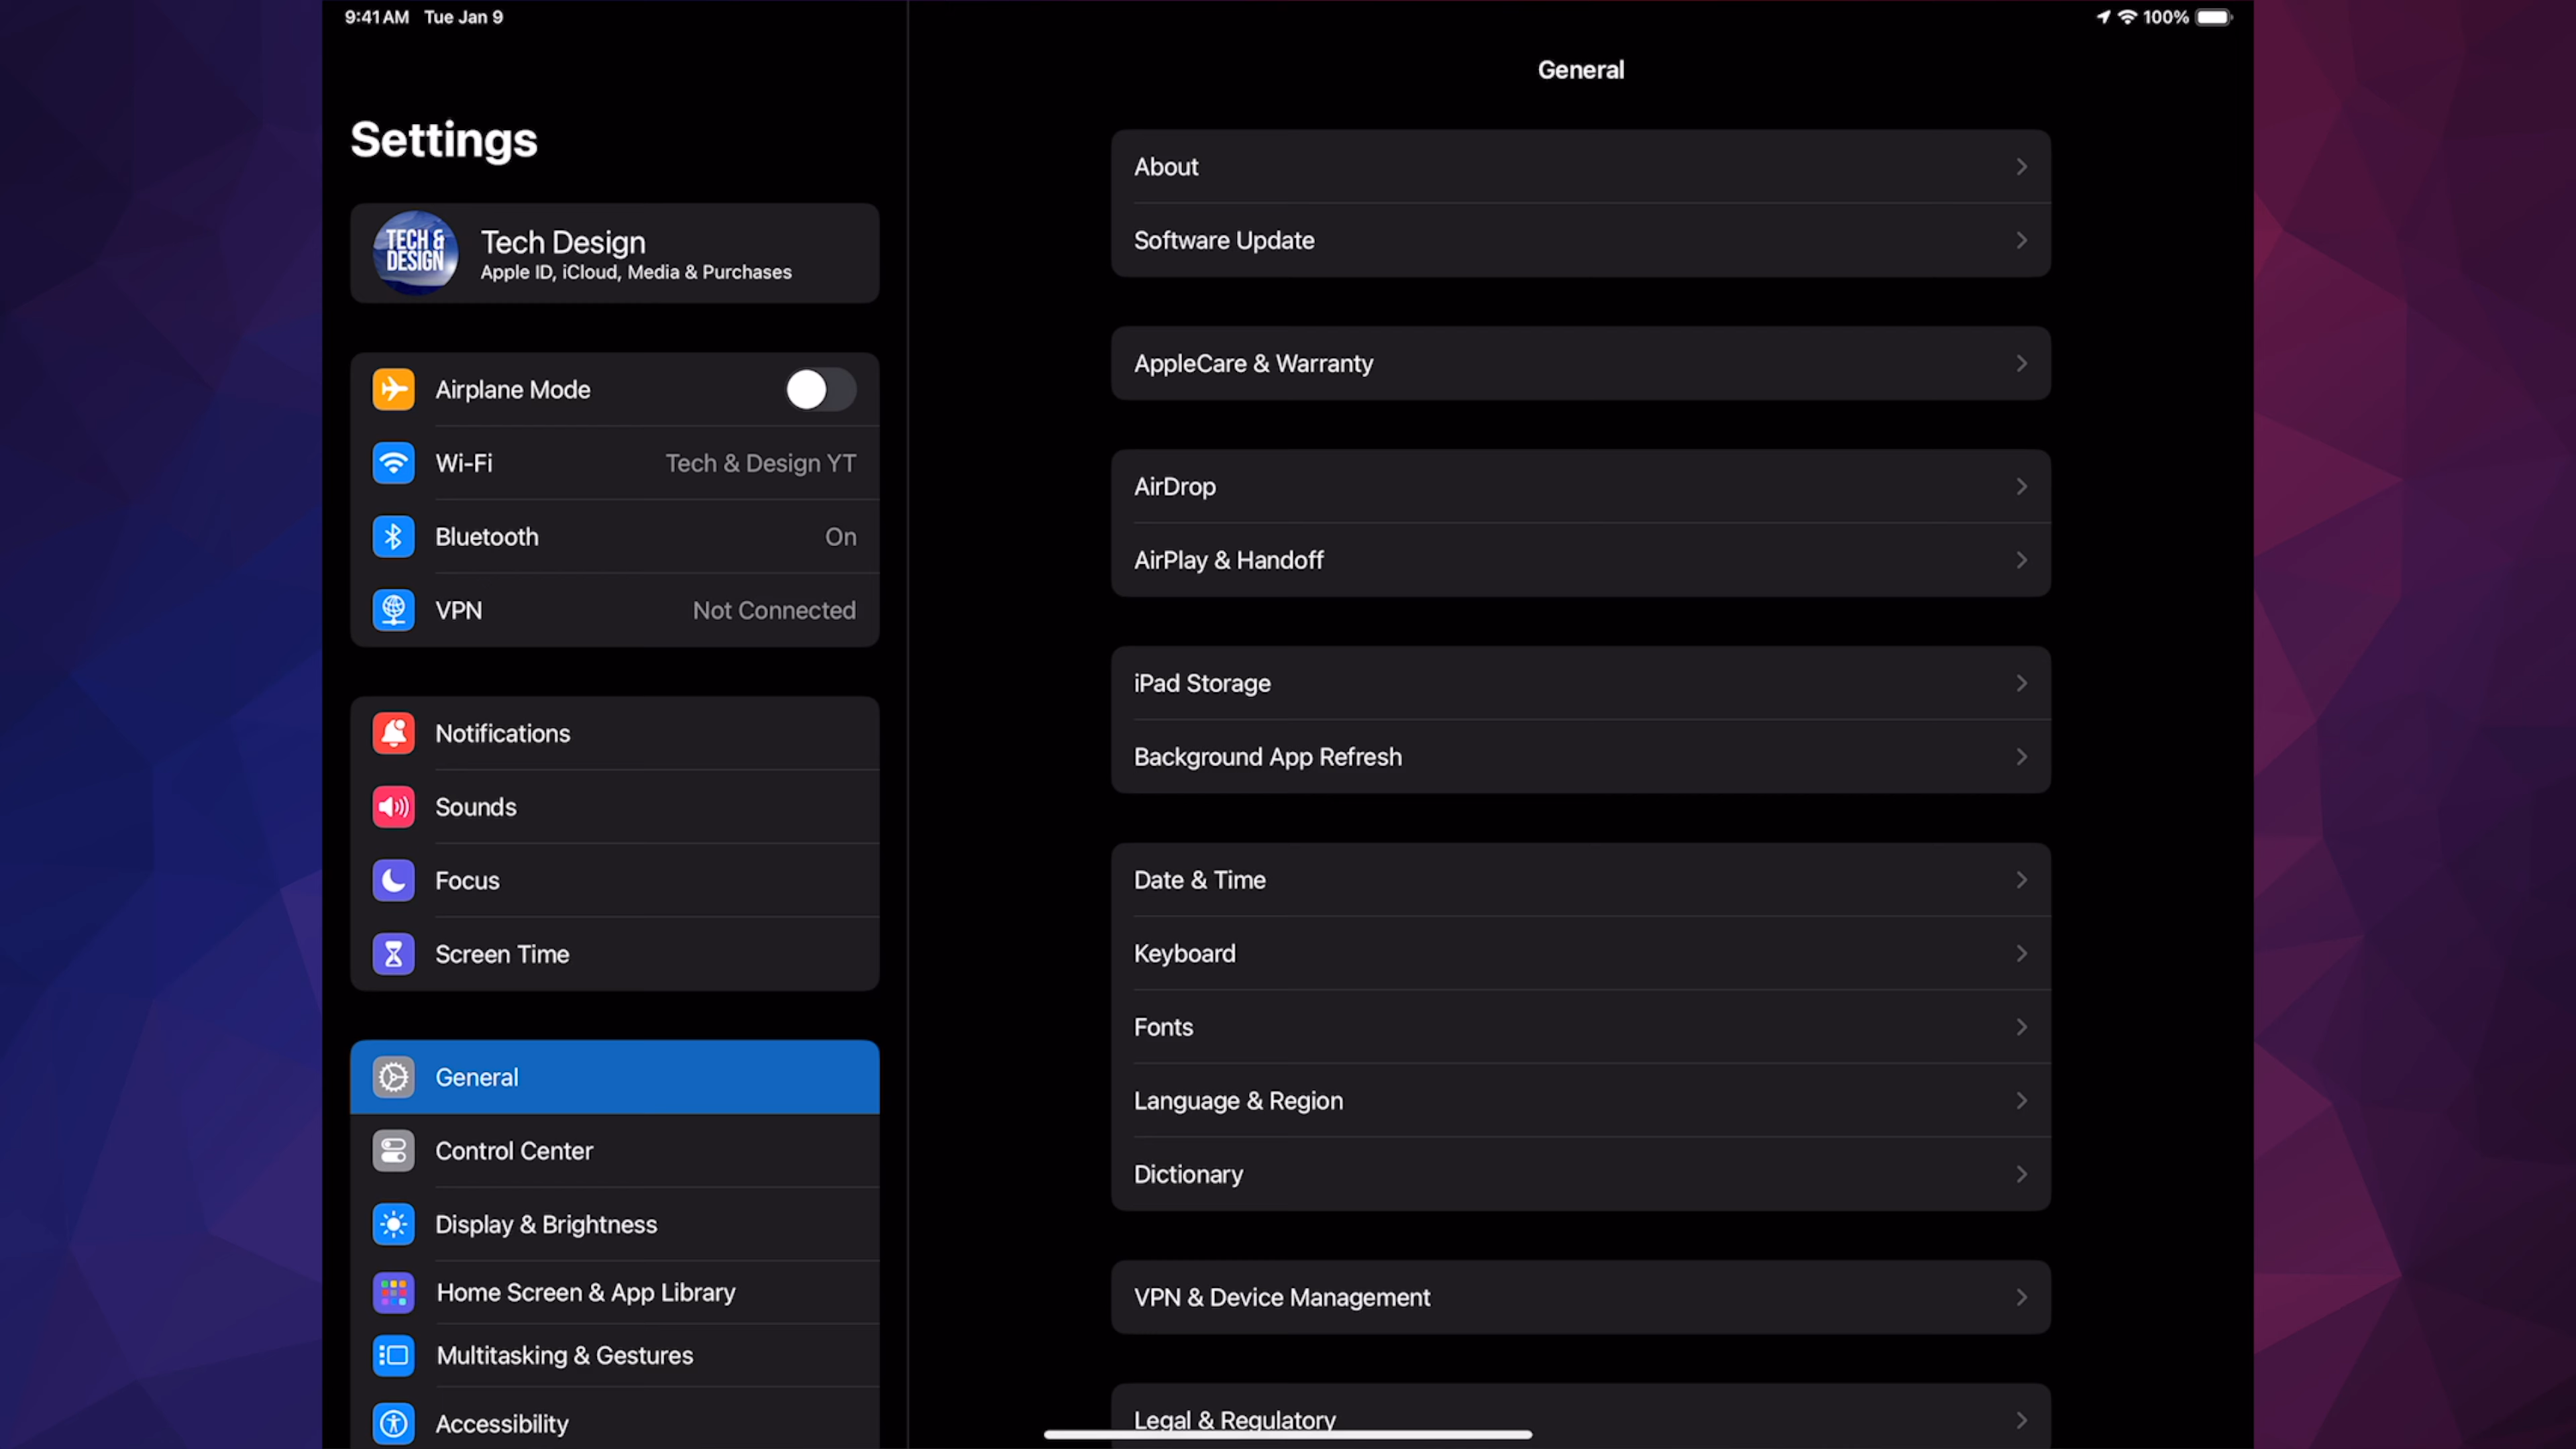 9:41 AM Tue Jan 9
100%
Settings
TECH &
DESIGN
Tech Design
Apple ID, iCloud, Media & Purchases
Airplane Mode
Wi-Fi Tech & Design YT
Bluetooth On
VPN Not Connected
Notifications
Sounds
Focus
Screen Time
General
Control Center
Display & Brightness
Home Screen & App Library
Multitasking & Gestures
Accessibility
General
About
Software Update
AppleCare & Warranty
AirDrop
AirPlay & Handoff
iPad Storage
Background App Refresh
Date & Time
Keyboard
Fonts
Language & Region
Dictionary
VPN & Device Management
Legal & Regulatory